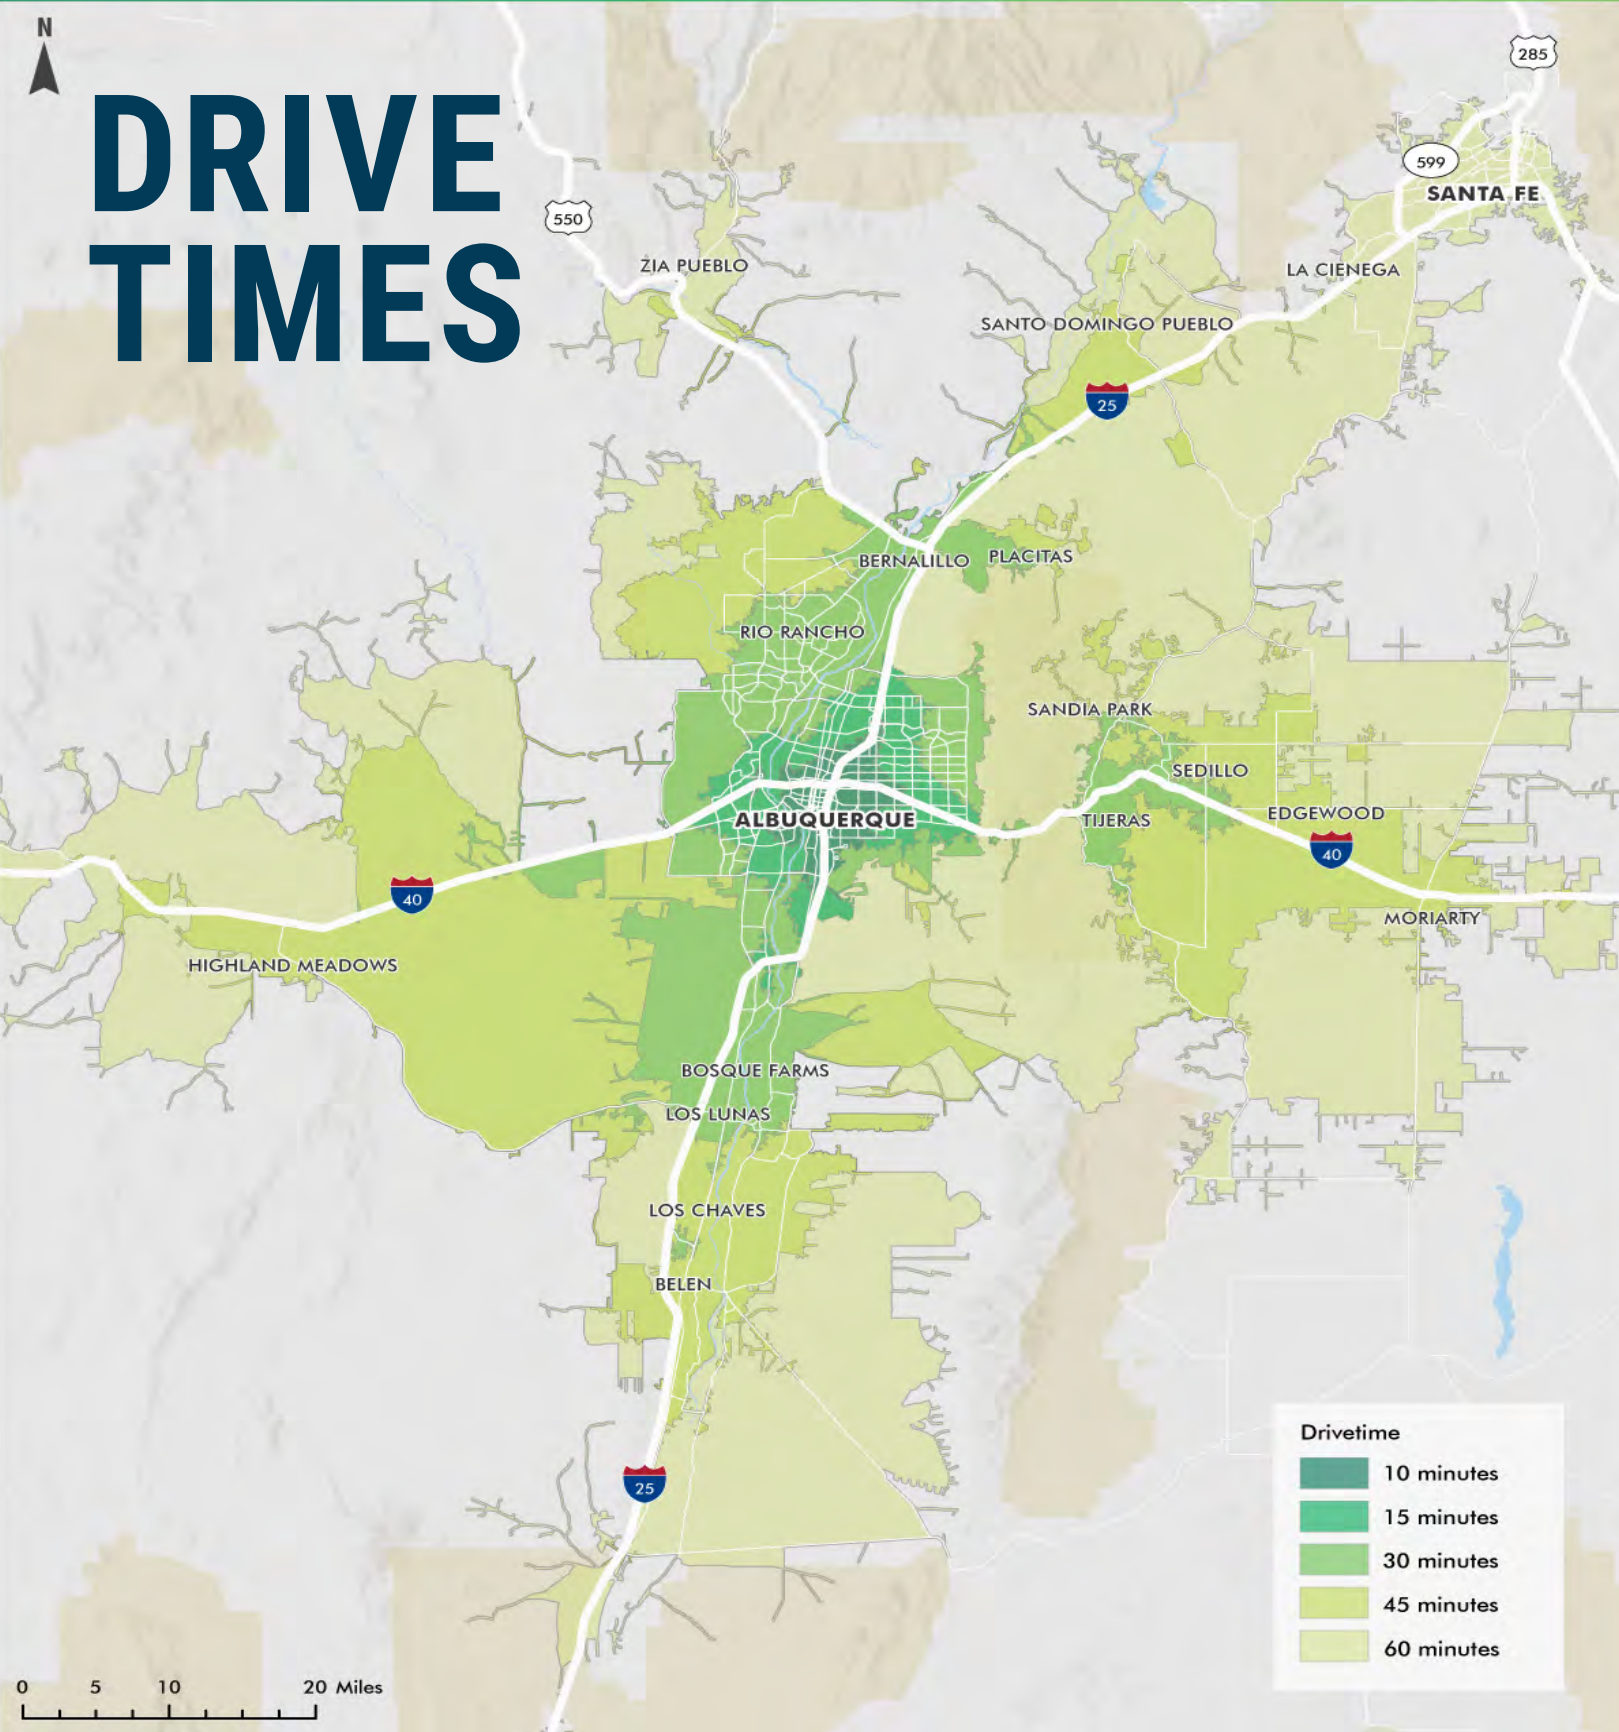 N
DRIVE
TIMES
285
599
SANTA FE
550
ZIA PUEBLO
LA CIENEGA
SANTO DOMINGO PUEBLO
25
BERNALILLO
PLACITAS
RIO RANCHO
SANDIA PARK
SEDILLO
EDGEWOOD
ALBUQUERQUE
TIJERAS
40
40
MORIARTY
HIGHLAND MEADOWS
BOSQUE FARMS
LOS LUNAS
LOS CHAVES
BELEN
25
Drivetime
10 minutes
15 minutes
30 minutes
45 minutes
60 minutes
0 5 10 20 Miles